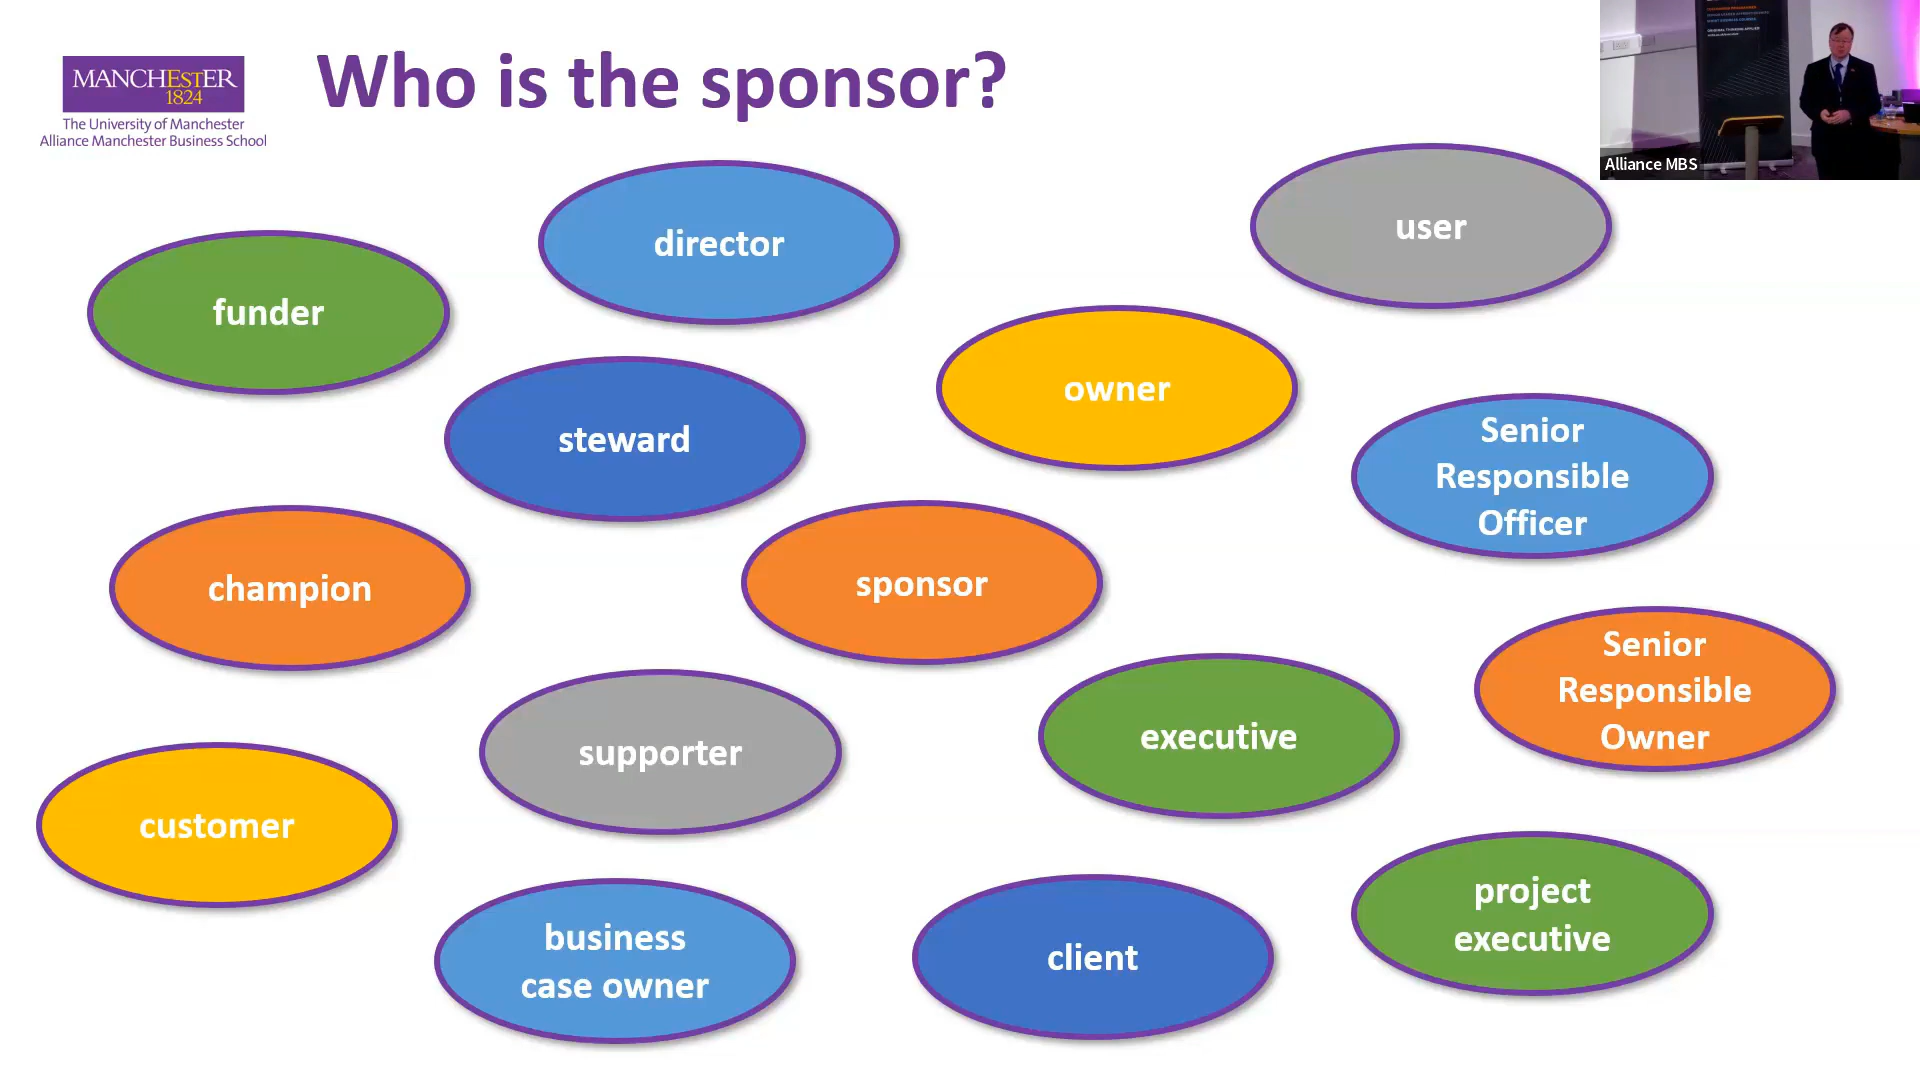 Who is the sponsor?
MANCHESTER
1824
The University of Manchester
Alliance Manchester Business School
Alliance MBS
director
user
funder
owner
steward
Senior
Responsible
Officer
champion
sponsor
Senior
Responsible
Owner
supporter
executive
customer
business
case owner
client
project
executive